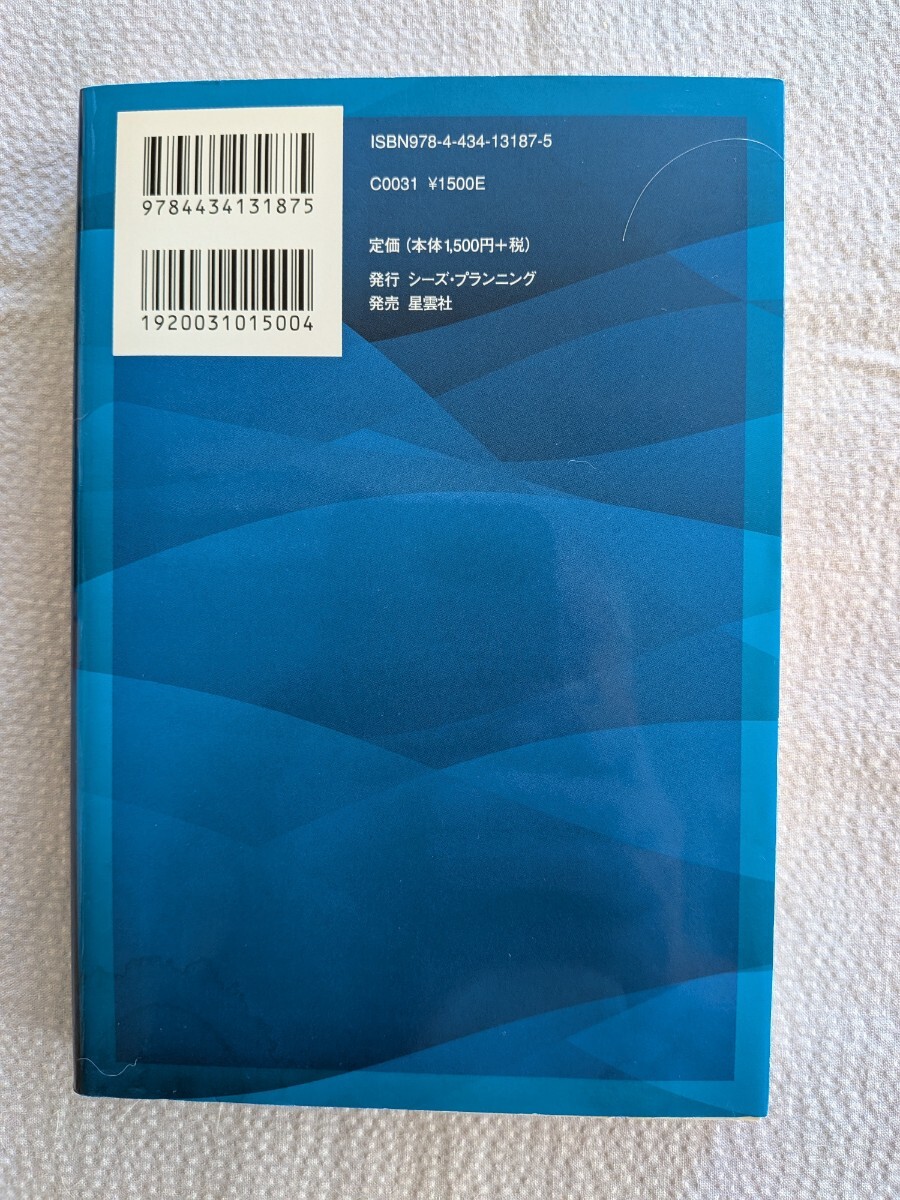 9784434131875
1920031015004
ISBN978-4-434-13187-5
C0031 ¥1500E
定価（本体1,500円＋税）
発行 シーズ・プランニング
発売 星雲社